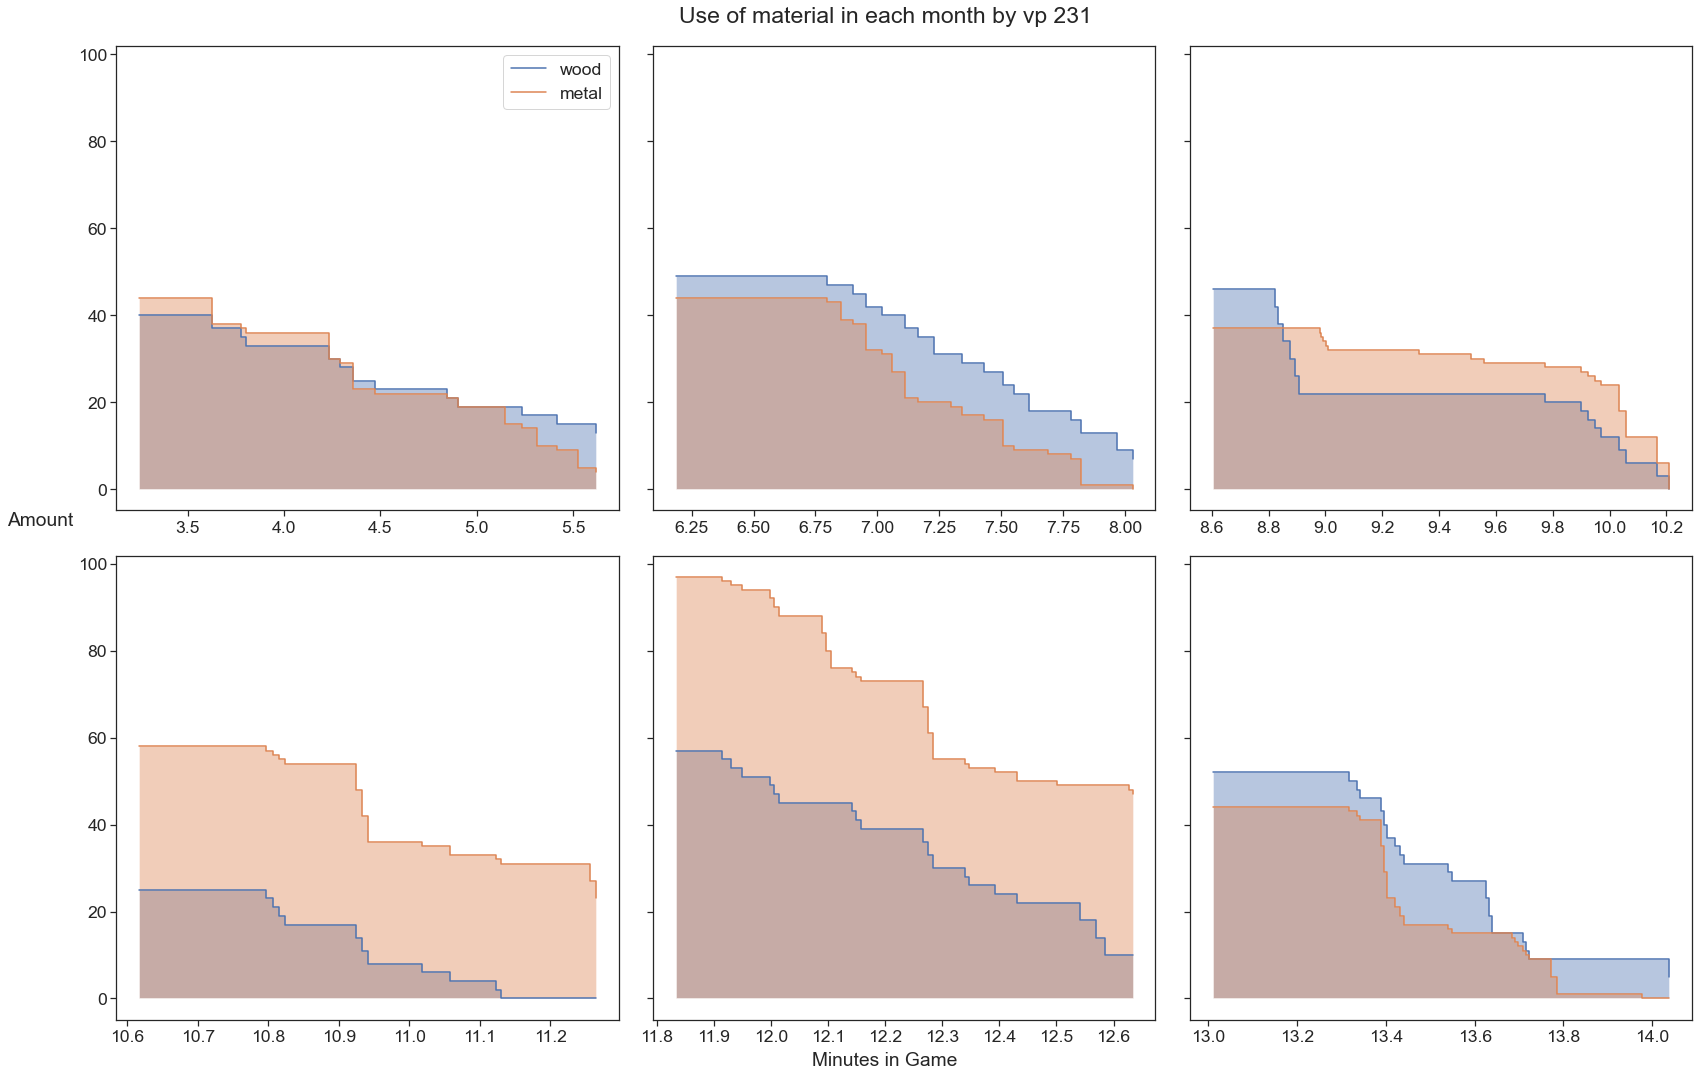 Use of material in each month by vp 231
wood
metal
100
80
60
40
20
0
3.5 4.0 4.5 5.0 5.5
6.25 6.50 6.75 7.00 7.25 7.50 7.75 8.00
8.6 8.8 9.0 9.2 9.4 9.6 9.8 10.0 10.2
Amount
100
80
60
40
20
0
10.6 10.7 10.8 10.9 11.0 11.1 11.2
11.8 11.9 12.0 12.1 12.2 12.3 12.4 12.5 12.6
13.0 13.2 13.4 13.6 13.8 14.0
Minutes in Game